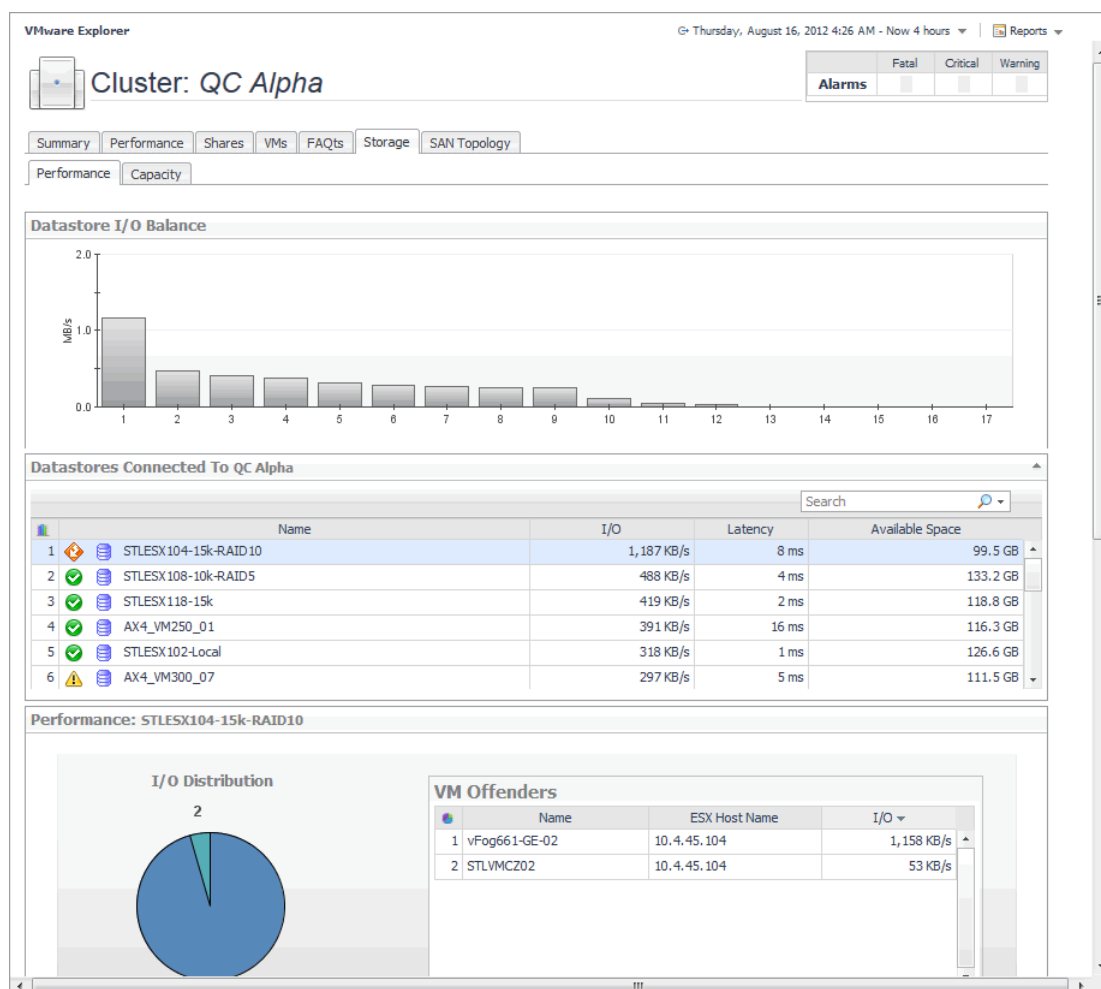 VMware Explorer
Thursday, August 16, 2012 4:26 AM - Now 4 hours
Reports
Cluster: QC Alpha
Fatal Critical Warning
Alarms
Summary Performance Shares VMs FAQts Storage SAN Topology
Performance Capacity
Datastore I/O Balance
2.0
1.0
0.0
MB/s
1 2 3 4 5 6 7 8 9 10 11 12 13 14 15 16 17
Datastores Connected To QC Alpha
Search
Name I/O Latency Available Space
1 STLESX104-15k-RAID10 1,187 KB/s 8 ms 99.5 GB
2 STLESX108-10k-RAID5 488 KB/s 4 ms 133.2 GB
3 STLESX118-15k 419 KB/s 2 ms 118.8 GB
4 AX4_VM250_01 391 KB/s 16 ms 116.3 GB
5 STLESX102-Local 318 KB/s 1 ms 126.6 GB
6 AX4_VM300_07 297 KB/s 5 ms 111.5 GB
Performance: STLESX104-15k-RAID10
I/O Distribution
2
VM Offenders
Name ESX Host Name I/O
1 vFog661-GE-02 10.4.45.104 1,158 KB/s
2 STLVMCZ02 10.4.45.104 53 KB/s